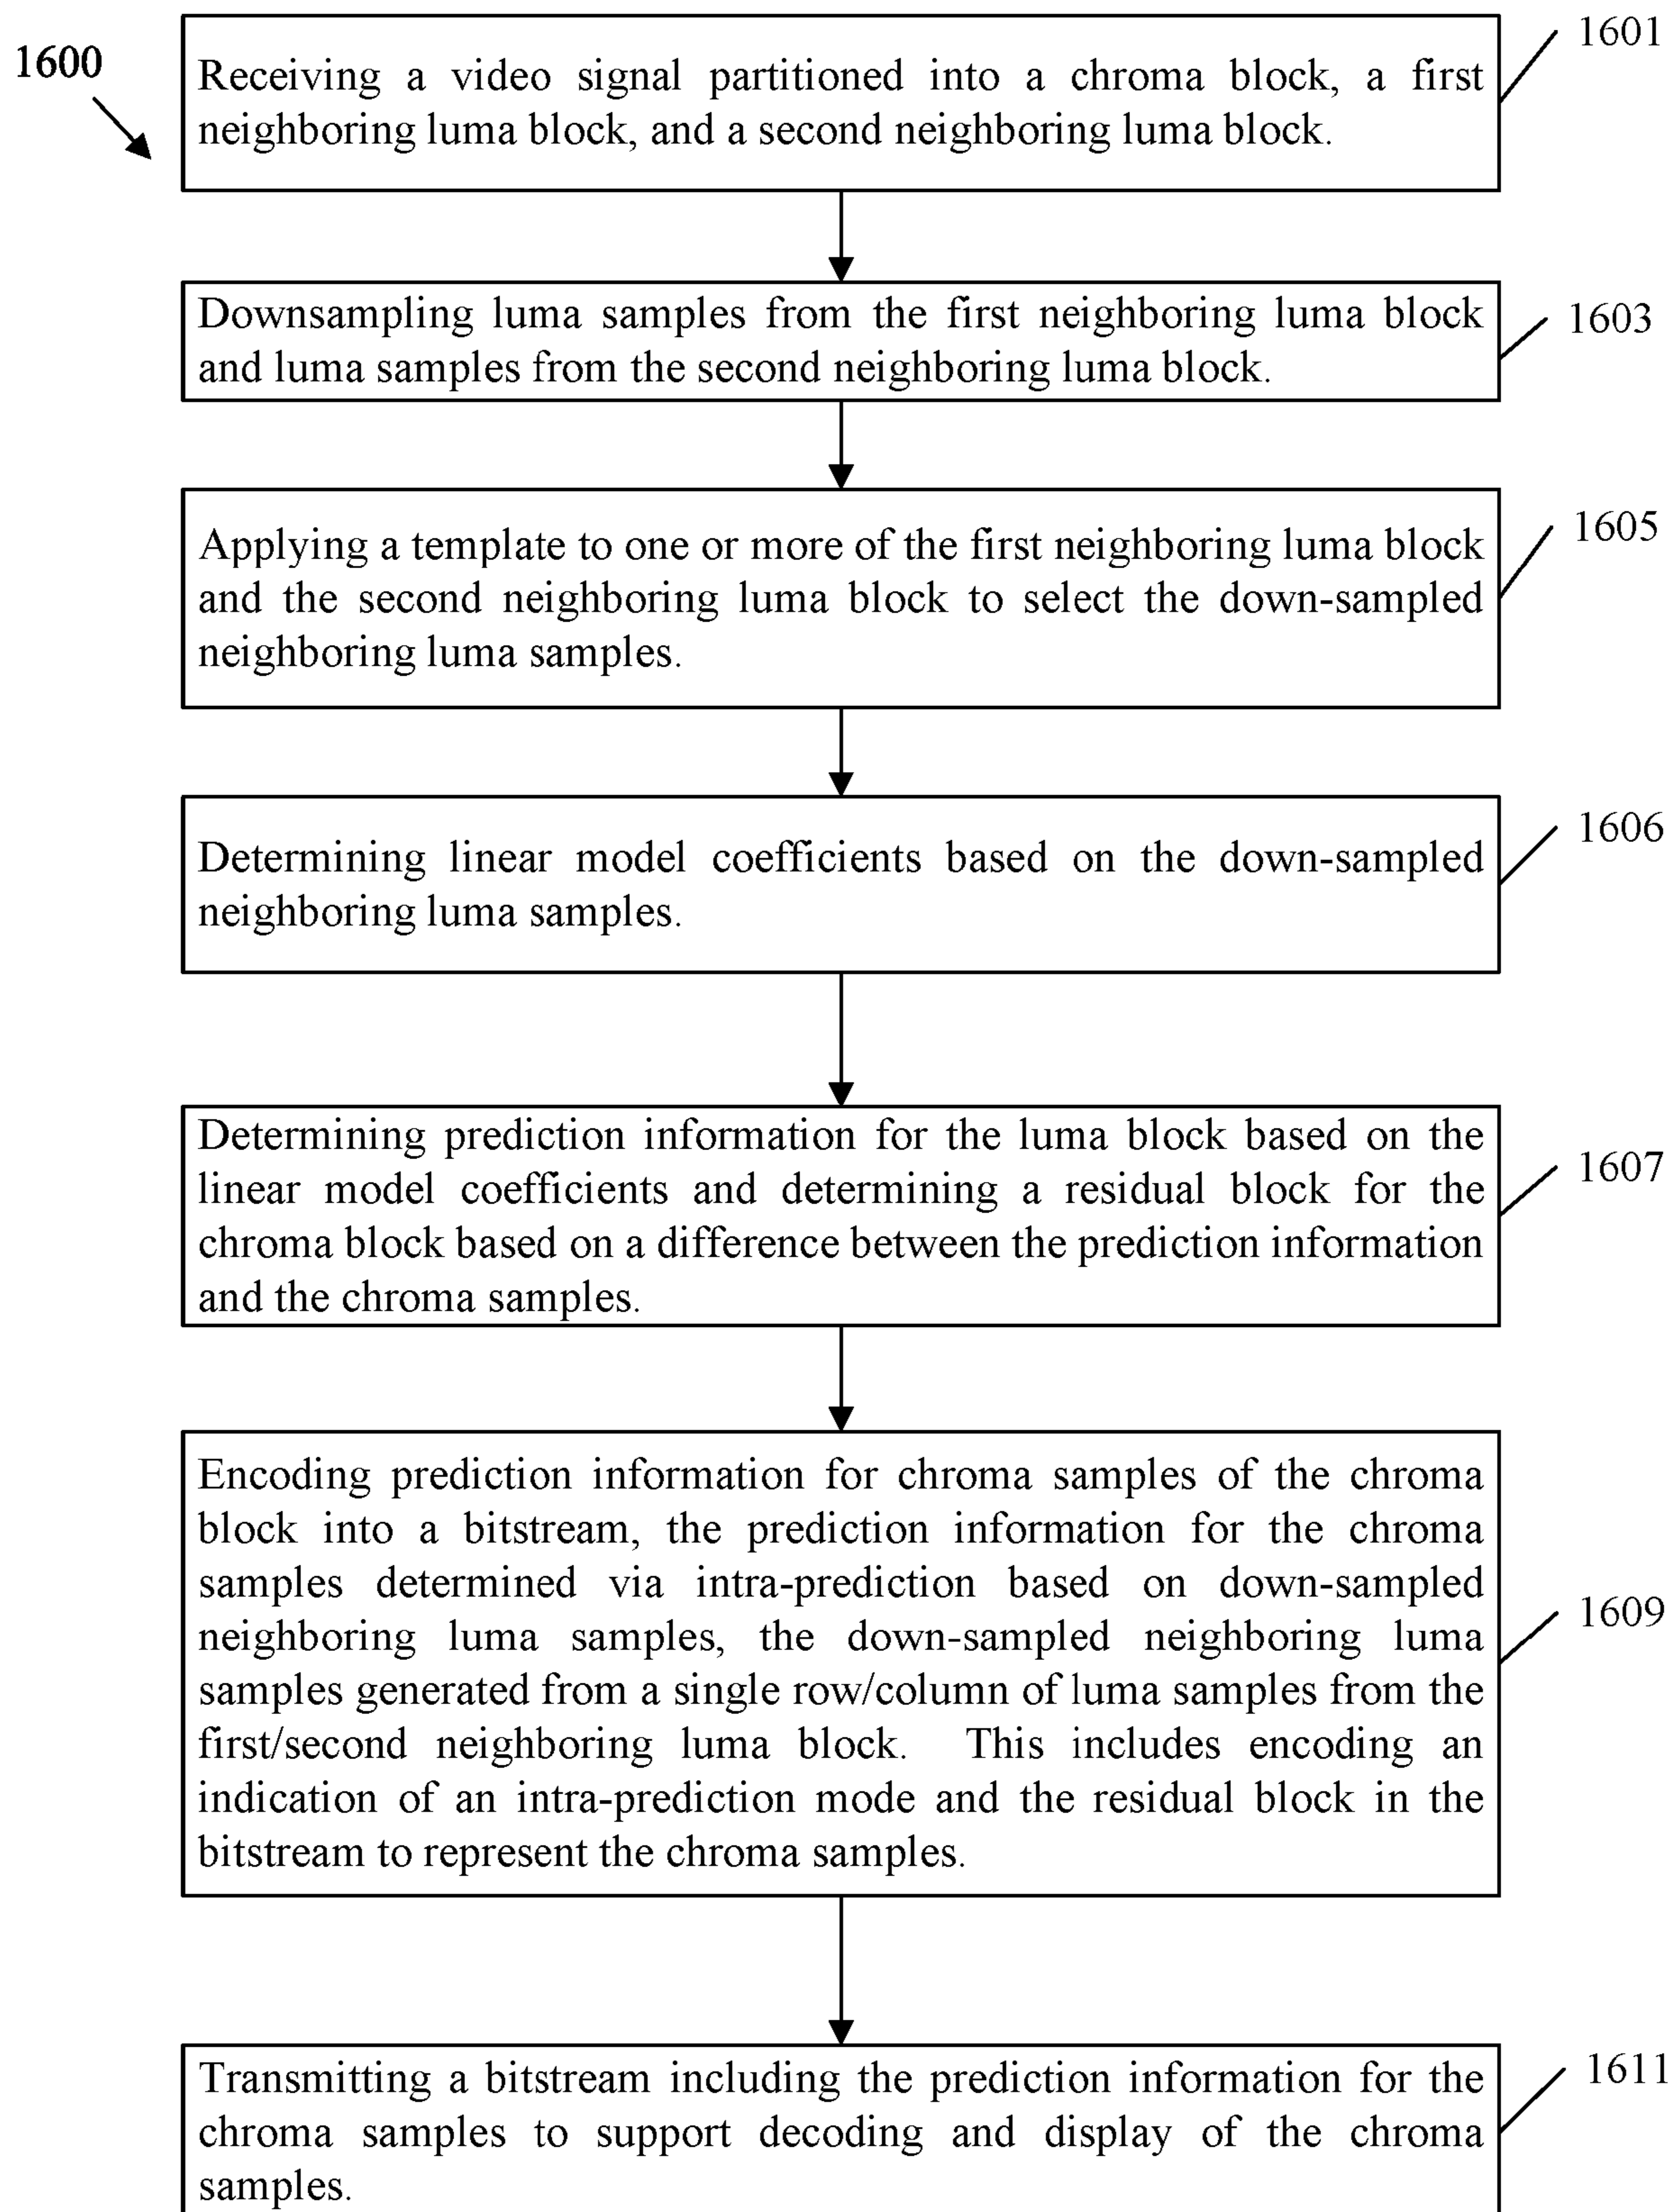 1600
1601
Receiving a video signal partitioned into a chroma block, a first
neighboring luma block, and a second neighboring luma block.
1603
Downsampling luma samples from the first neighboring luma block
and luma samples from the second neighboring luma block.
1605
Applying a template to one or more of the first neighboring luma block
and the second neighboring luma block to select the down-sampled
neighboring luma samples.
1606
Determining linear model coefficients based on the down-sampled
neighboring luma samples.
1607
Determining prediction information for the luma block based on the
linear model coefficients and determining a residual block for the
chroma block based on a difference between the prediction information
and the chroma samples.
1609
Encoding prediction information for chroma samples of the chroma
block into a bitstream, the prediction information for the chroma
samples determined via intra-prediction based on down-sampled
neighboring luma samples, the down-sampled neighboring luma
samples generated from a single row/column of luma samples from the
first/second neighboring luma block. This includes encoding an
indication of an intra-prediction mode and the residual block in the
bitstream to represent the chroma samples.
1611
Transmitting a bitstream including the prediction information for the
chroma samples to support decoding and display of the chroma
samples.